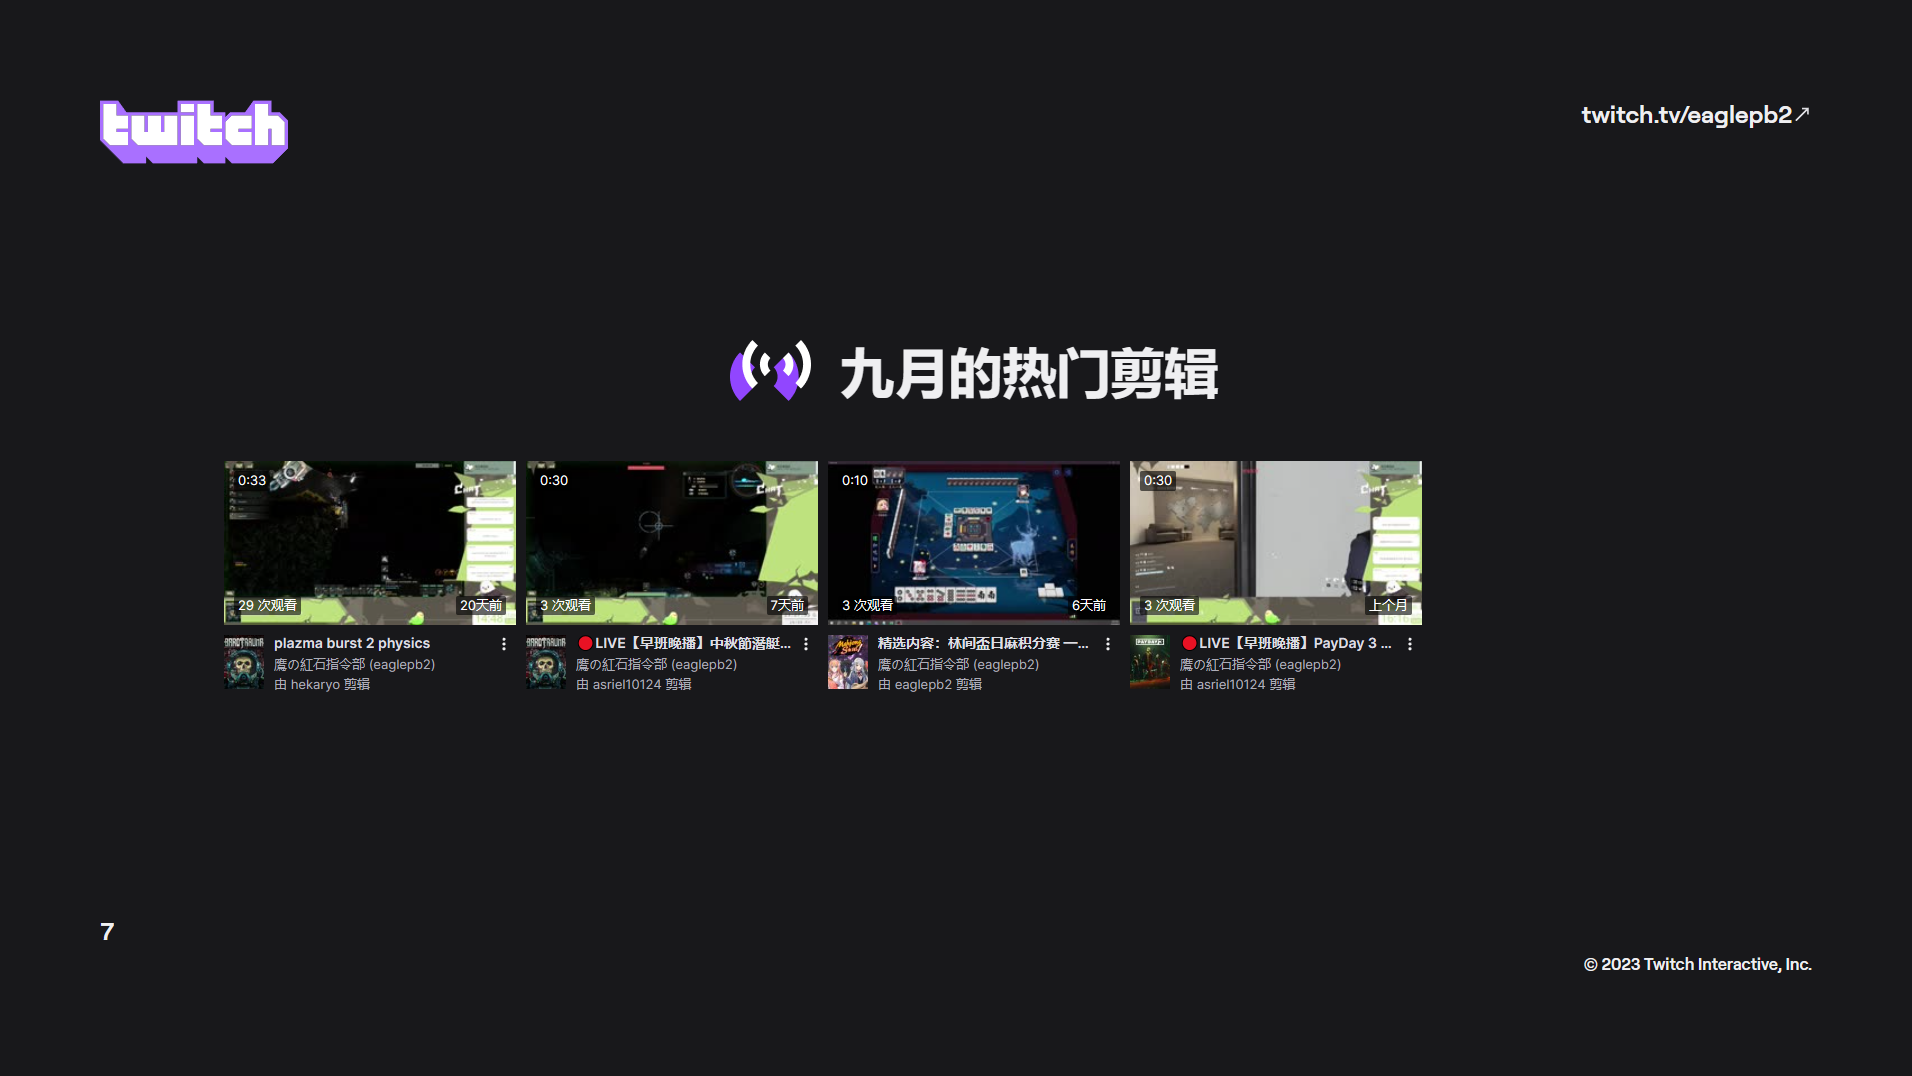 twitch
twitch.tv/eaglepb2↗
九月的热门剪辑
0:33
29 次观看
20天前
plazma burst 2 physics
鷹の紅石指令部 (eaglepb2)
由 hekaryo 剪辑
0:30
3 次观看
7天前
🔴LIVE【早班晚播】中秋節潛艇...
鷹の紅石指令部 (eaglepb2)
由 asriel10124 剪辑
0:10
3 次观看
6天前
精选内容：林间盃日麻积分赛 一...
鷹の紅石指令部 (eaglepb2)
由 eaglepb2 剪辑
0:30
3 次观看
上个月
🔴LIVE【早班晚播】PayDay 3 ...
鷹の紅石指令部 (eaglepb2)
由 asriel10124 剪辑
7
© 2023 Twitch Interactive, Inc.